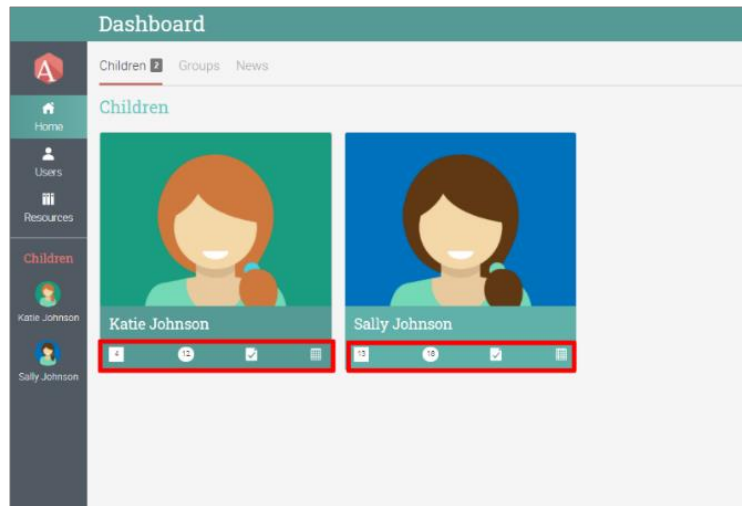 Dashboard
A
Children 2 Groups News
Home
Children
Users
Resources
Children
Katie Johnson
Sally Johnson
Katie Johnson
4 12
Sally Johnson
13 18